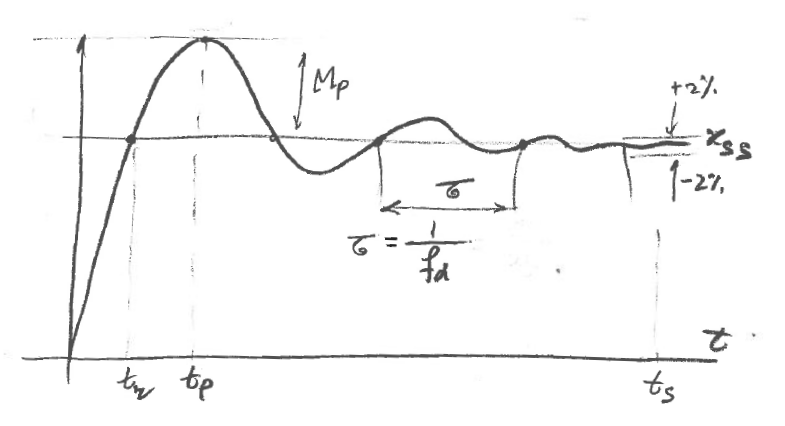 Mp
+2%
xss
-2%
τ
τ = 1/fd
t
tr
tp
ts